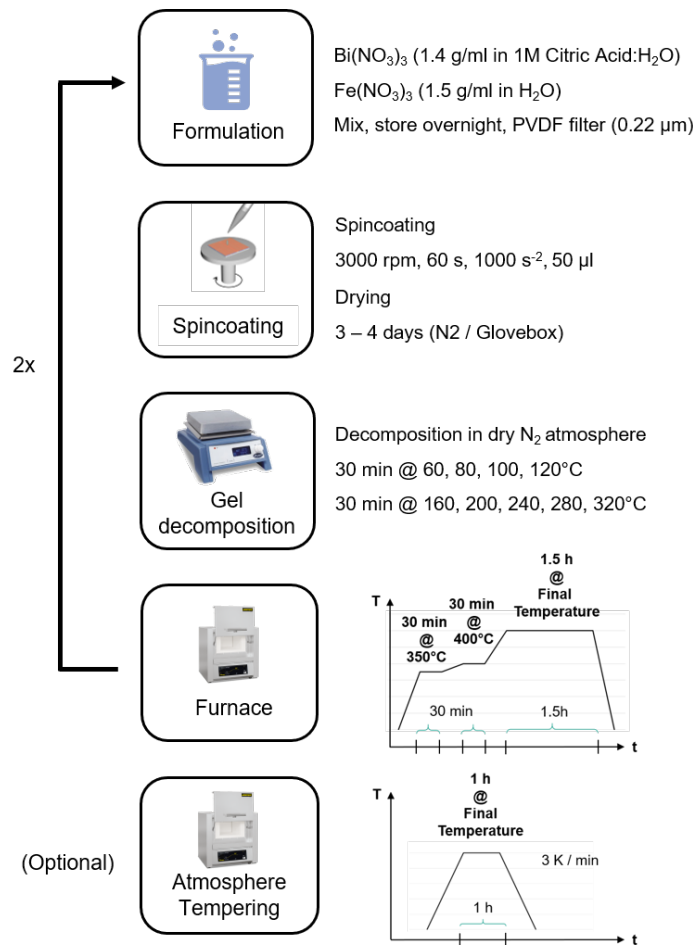 Formulation
Bi(NO₃)₃ (1.4 g/ml in 1M Citric Acid:H₂O)
Fe(NO₃)₃ (1.5 g/ml in H₂O)
Mix, store overnight, PVDF filter (0.22 µm)
Spincoating
Spincoating
3000 rpm, 60 s, 1000 s⁻², 50 µl
Drying
3 – 4 days (N2 / Glovebox)
2x
Gel
decomposition
Decomposition in dry N₂ atmosphere
30 min @ 60, 80, 100, 120°C
30 min @ 160, 200, 240, 280, 320°C
Furnace
T
30 min
@
350°C
30 min
@
400°C
1.5 h
@
Final
Temperature
30 min
1.5h
t
(Optional)
Atmosphere
Tempering
T
1 h
@
Final
Temperature
3 K / min
1 h
t